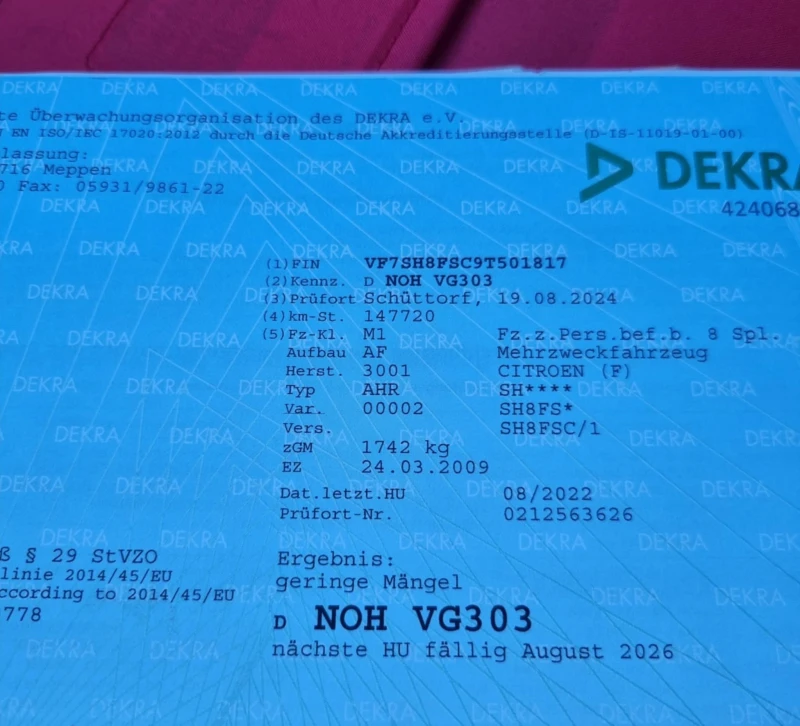 te Überwachungsorganisation des DEKRA e.V.
EN ISO/IEC 17020:2012 durch die Deutsche Akkreditierungsstelle (D-IS-11019-01-00)
lassung:
716 Meppen
0 Fax: 05931/9861-22
DEKRA
424068
(1) FIN VF7SH8FSC9T501817
(2) Kennz. D NOH VG303
(3) Prüfort Schüttorf, 19.08.2024
(4) km-St. 147720
(5) Fz-Kl. M1 Fz.z.Pers.bef.b. 8 Spl.
Aufbau AF Mehrzweckfahrzeug
Herst. 3001 CITROEN (F)
Typ AHR SH****
Var. 00002 SH8FS*
Vers. SH8FSC/1
zGM 1742 kg
EZ 24.03.2009
Dat.letzt.HU 08/2022
Prüfort-Nr. 0212563626
ß § 29 StVZO
linie 2014/45/EU
ccording to 2014/45/EU
778
Ergebnis:
geringe Mängel
D NOH VG303
nächste HU fällig August 2026